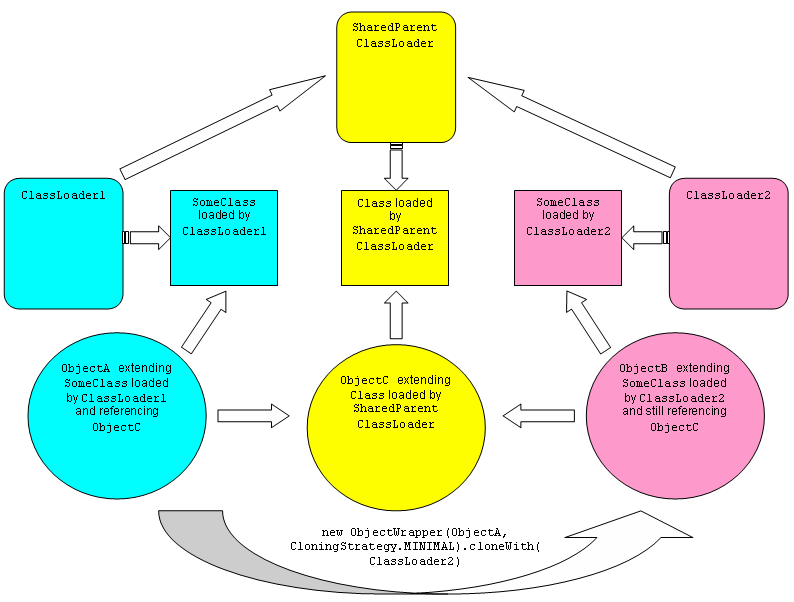 SharedParent
ClassLoader
ClassLoader1
SomeClass
loaded by
ClassLoader1
Class loaded
by
SharedParent
ClassLoader
SomeClass
loaded by
ClassLoader2
ClassLoader2
ObjectA extending
SomeClass loaded
by ClassLoader1
and referencing
ObjectC
ObjectC extending
Class loaded by
SharedParent
ClassLoader
ObjectB extending
SomeClass loaded
by ClassLoader2
and still referencing
ObjectC
new ObjectWrapper(ObjectA,
CloningStrategy.MINIMAL).cloneWith(
ClassLoader2)